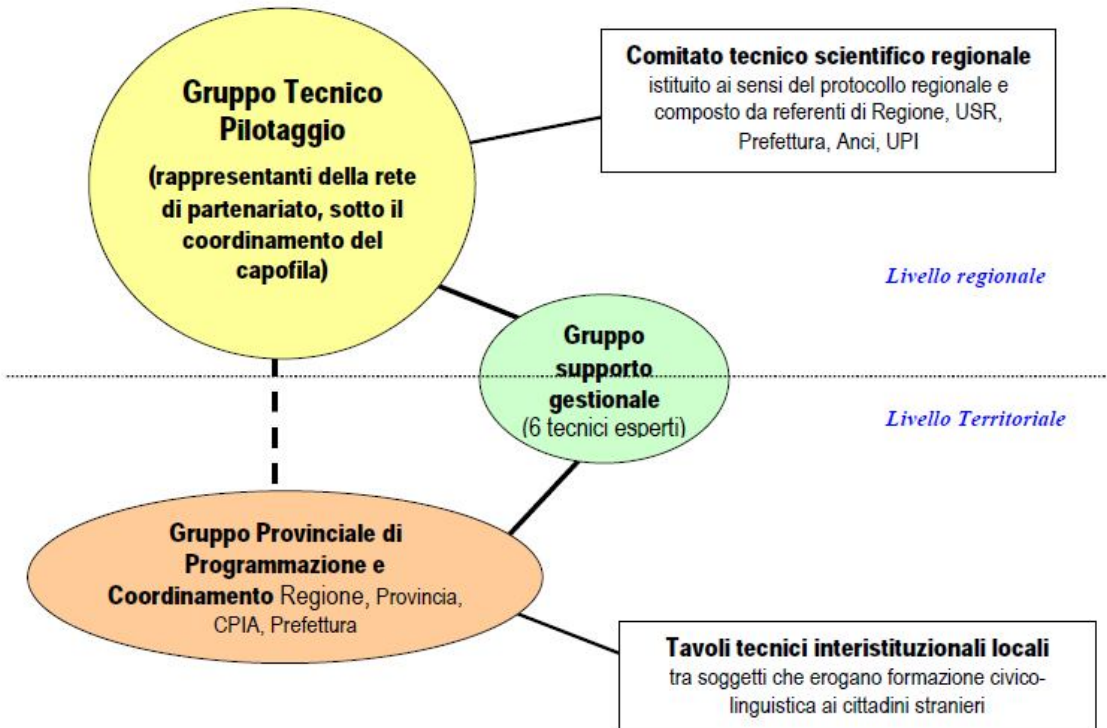 Gruppo Tecnico
Pilotaggio
(rappresentanti della rete
di partenariato, sotto il
coordinamento del
capofila)
Comitato tecnico scientifico regionale
istituito ai sensi del protocollo regionale e
composto da referenti di Regione, USR,
Prefettura, Anci, UPI
Livello regionale
Gruppo
supporto
gestionale
(6 tecnici esperti)
Livello Territoriale
Gruppo Provinciale di
Programmazione e
Coordinamento Regione, Provincia,
CPIA, Prefettura
Tavoli tecnici interistituzionali locali
tra soggetti che erogano formazione civico-
linguistica ai cittadini stranieri